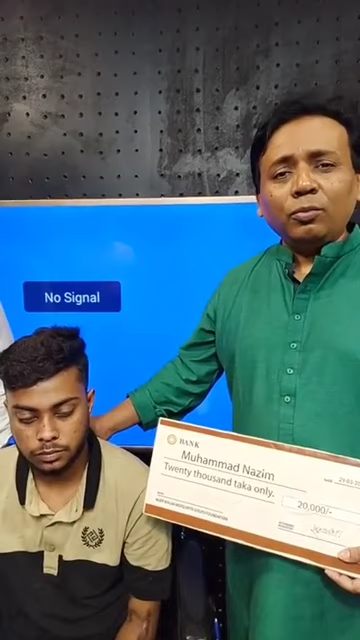 No Signal
BANK
Muhammad Nazim
Twenty thousand taka only.
20,000/-